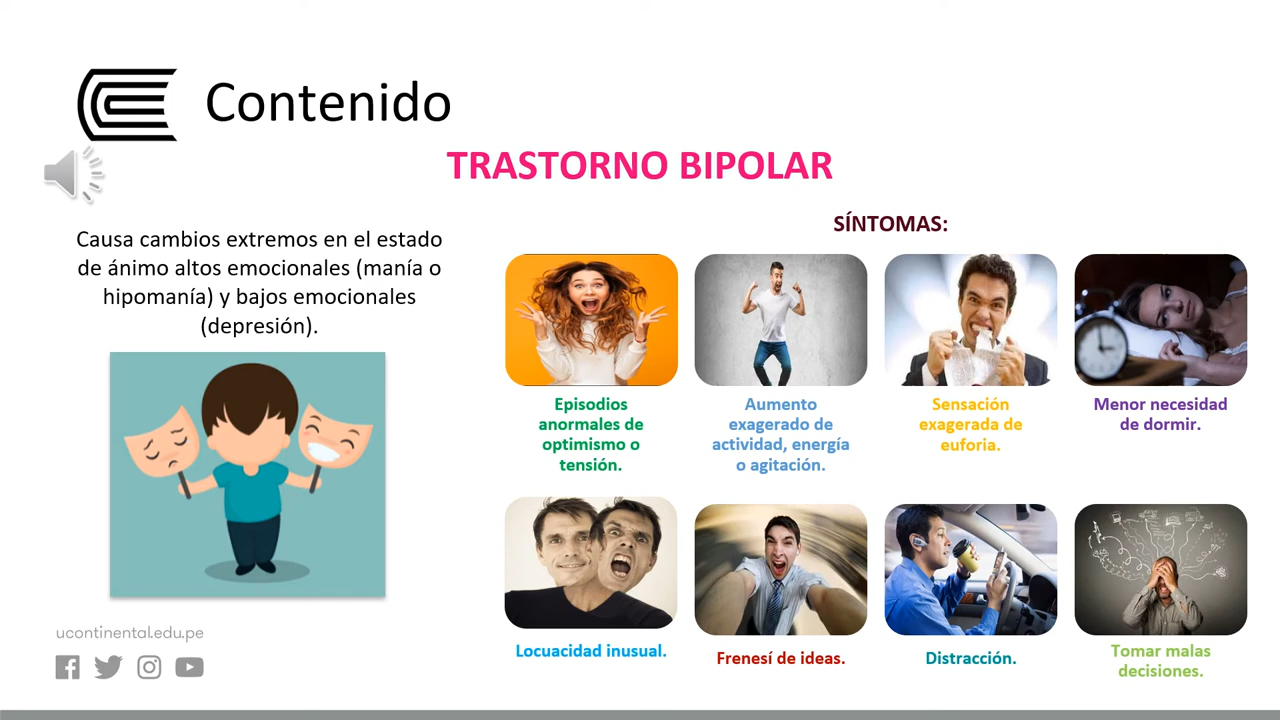 Contenido
TRASTORNO BIPOLAR
Causa cambios extremos en el estado
de ánimo altos emocionales (manía o
hipomanía) y bajos emocionales
(depresión).
SÍNTOMAS:
Episodios
anormales de
optimismo o
tensión.
Aumento
exagerado de
actividad, energía
o agitación.
Sensación
exagerada de
euforia.
Menor necesidad
de dormir.
Locuacidad inusual.
Frenesí de ideas.
Distracción.
Tomar malas
decisiones.
ucontinental.edu.pe